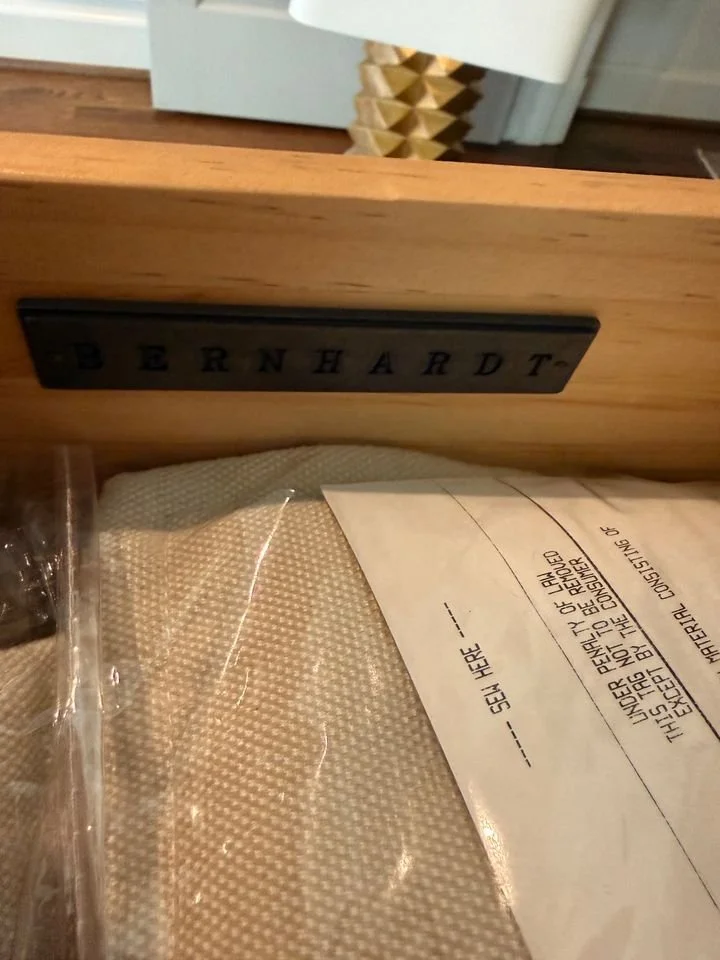 BERNHARDT
----- SEW HERE -----
UNDER PENALTY OF LAW
THIS TAG NOT TO BE REMOVED
EXCEPT BY THE CONSUMER
MATERIAL CONSISTING OF